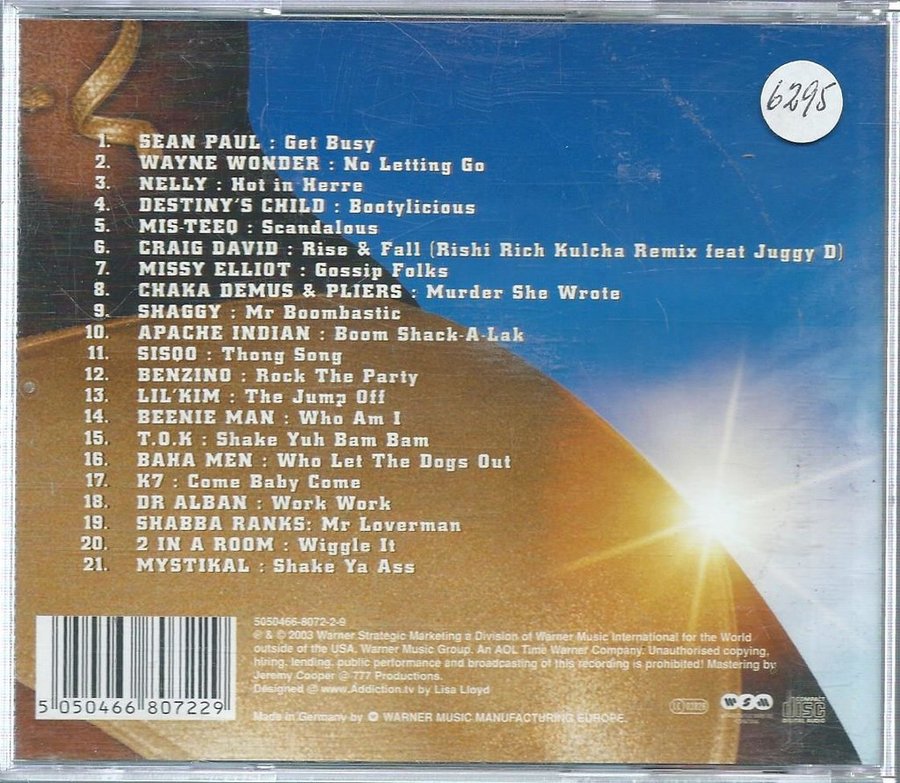 6295
1. SEAN PAUL : Get Busy
2. WAYNE WONDER : No Letting Go
3. NELLY : Hot in Herre
4. DESTINY'S CHILD : Bootylicious
5. MIS-TEEQ : Scandalous
6. CRAIG DAVID : Rise & Fall (Rishi Rich Kulcha Remix feat Juggy D)
7. MISSY ELLIOT : Gossip Folks
8. CHAKA DEMUS & PLIERS : Murder She Wrote
9. SHAGGY : Mr Boombastic
10. APACHE INDIAN : Boom Shack-A-Lak
11. SISQO : Thong Song
12. BENZINO : Rock The Party
13. LIL'KIM : The Jump Off
14. BEENIE MAN : Who Am I
15. T.O.K : Shake Yuh Bam Bam
16. BAHA MEN : Who Let The Dogs Out
17. K7 : Come Baby Come
18. DR ALBAN : Work Work
19. SHABBA RANKS: Mr Loverman
20. 2 IN A ROOM : Wiggle It
21. MYSTIKAL : Shake Ya Ass
5050466-8072-2-9
℗ & © 2003 Warner Strategic Marketing a Division of Warner Music International for the World
outside of the USA. Warner Music Group. An AOL Time Warner Company. Unauthorised copying,
hiring, lending, public performance and broadcasting of this recording is prohibited! Mastering by
Jeremy Cooper @ 777 Productions.
Designed @ www.Addiction.tv by Lisa Lloyd
Made in Germany by WARNER MUSIC MANUFACTURING EUROPE.
5 050466 807229
LC 02828
WSM
COMPACT
disc
DIGITAL AUDIO